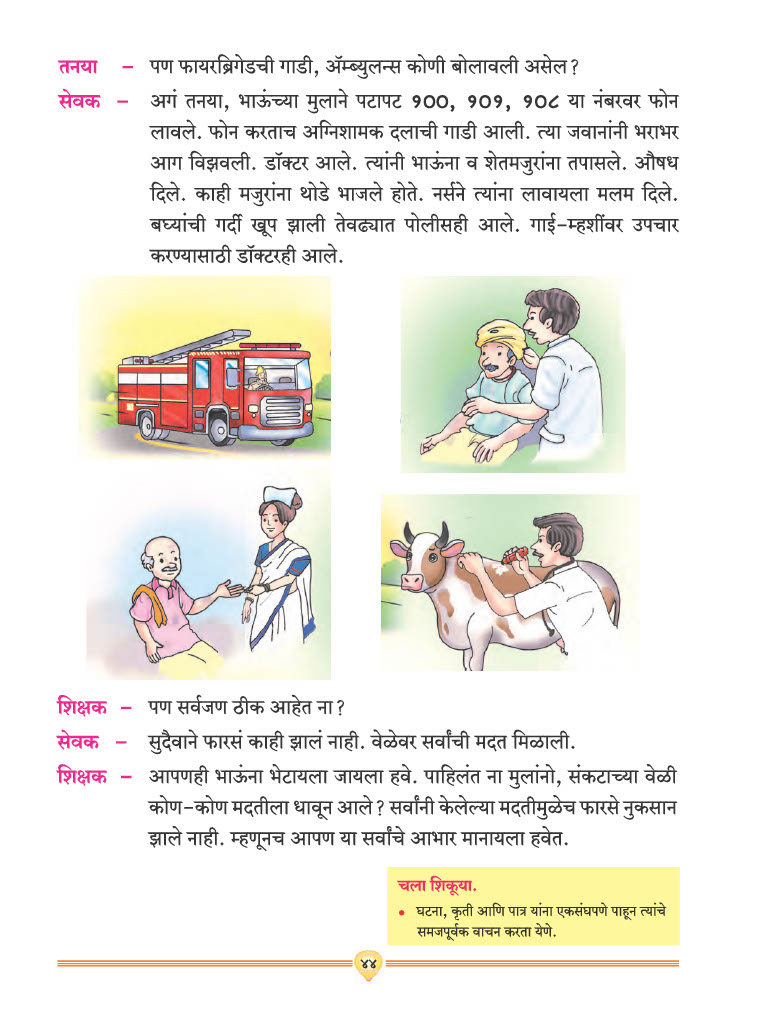 तनया – पण फायरब्रिगेडची गाडी, ॲम्ब्युलन्स कोणी बोलावली असेल?
सेवक – अगं तनया, भाऊंच्या मुलाने पटापट १००, १०१, १०८ या नंबरवर फोन
लावले. फोन करताच अग्निशामक दलाची गाडी आली. त्या जवानांनी भराभर
आग विझवली. डॉक्टर आले. त्यांनी भाऊंना व शेतमजुरांना तपासले. औषध
दिले. काही मजुरांना थोडे भाजले होते. नर्सने त्यांना लावायला मलम दिले.
बघ्यांची गर्दी खूप झाली तेवढ्यात पोलीसही आले. गाई-म्हशींवर उपचार
करण्यासाठी डॉक्टरही आले.
शिक्षक – पण सर्वजण ठीक आहेत ना?
सेवक – सुदैवाने फारसं काही झालं नाही. वेळेवर सर्वांची मदत मिळाली.
शिक्षक – आपणही भाऊंना भेटायला जायला हवे. पाहिलंत ना मुलांनो, संकटाच्या वेळी
कोण-कोण मदतीला धावून आले? सर्वांनी केलेल्या मदतीमुळेच फारसे नुकसान
झाले नाही. म्हणूनच आपण या सर्वांचे आभार मानायला हवेत.
चला शिकूया.
• घटना, कृती आणि पात्र यांना एकसंघपणे पाहून त्यांचे
समजपूर्वक वाचन करता येणे.
४४